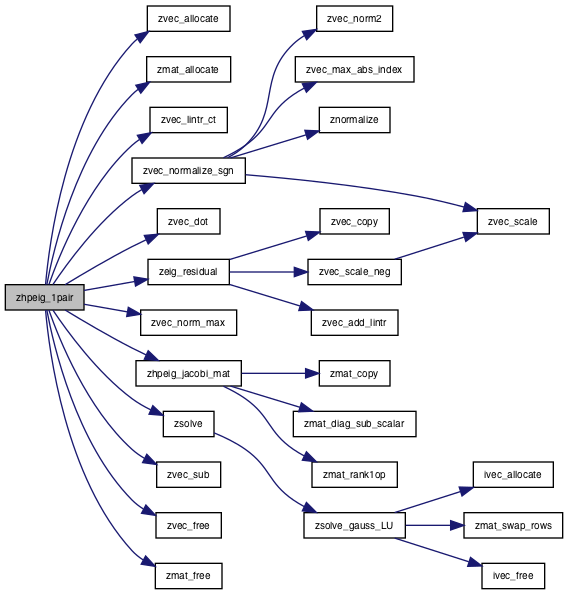 zhpeig_1pair
zvec_allocate
zmat_allocate
zvec_lintr_ct
zvec_normalize_sgn
zvec_dot
zeig_residual
zvec_norm_max
zhpeig_jacobi_mat
zsolve
zvec_sub
zvec_free
zmat_free
zvec_norm2
zvec_max_abs_index
znormalize
zvec_copy
zvec_scale_neg
zvec_add_lintr
zmat_copy
zmat_diag_sub_scalar
zmat_rank1op
zsolve_gauss_LU
zvec_scale
ivec_allocate
zmat_swap_rows
ivec_free